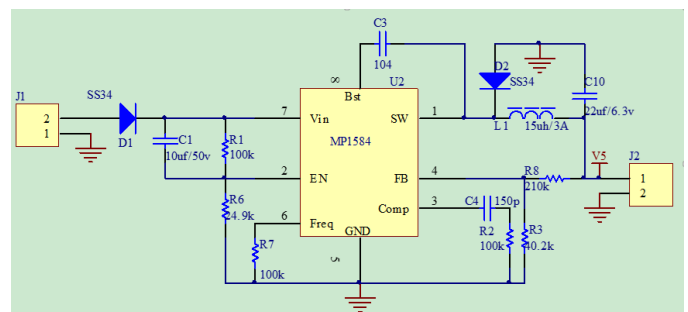 C3
104
D2
SS34
C10
22uf/6.3v
U2
8
Bst
J1
SS34
2
1
D1
7
Vin
SW
1
L1
15uh/3A
C1
10uf/50v
R1
100k
MP1584
2
EN
FB
4
R8
210k
V5
J2
1
2
R6
24.9k
6
Freq
Comp
3
C4
150p
R7
100k
GND
5
R2
100k
R3
40.2k